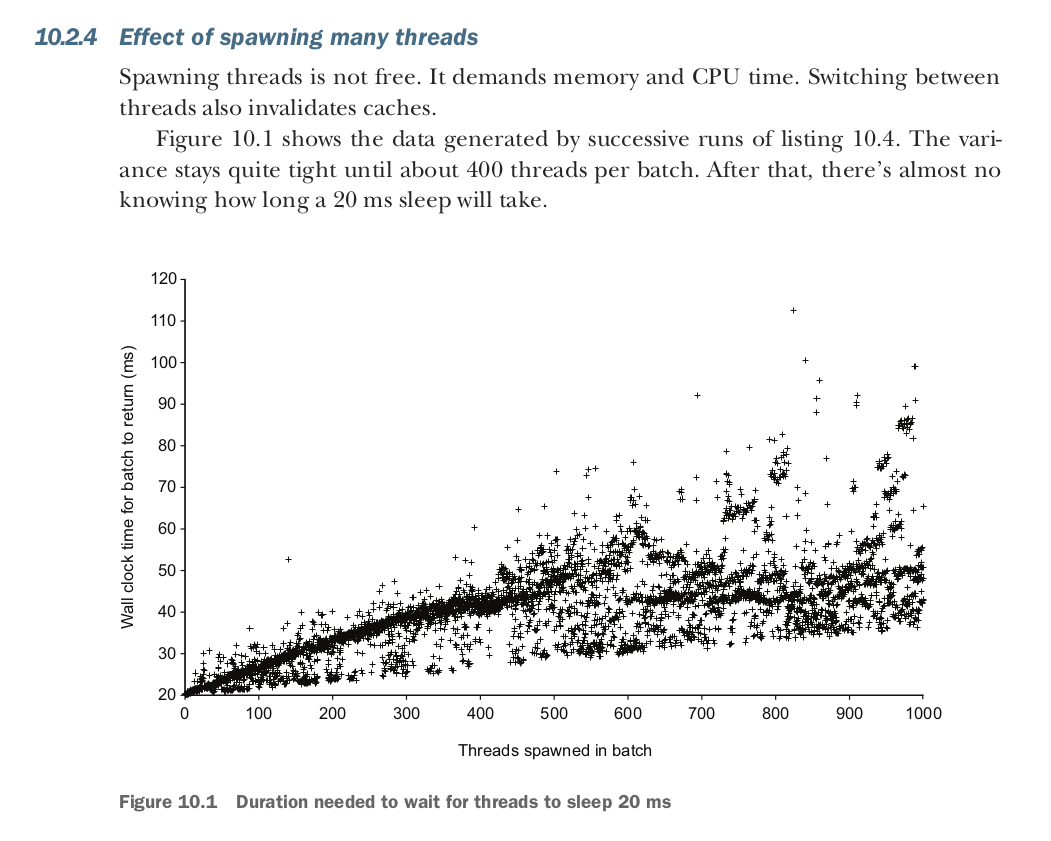 10.2.4 Effect of spawning many threads
Spawning threads is not free. It demands memory and CPU time. Switching between
threads also invalidates caches.
Figure 10.1 shows the data generated by successive runs of listing 10.4. The vari-
ance stays quite tight until about 400 threads per batch. After that, there's almost no
knowing how long a 20 ms sleep will take.
120
110
100
90
80
70
60
50
40
30
20
Wall clock time for batch to return (ms)
0 100 200 300 400 500 600 700 800 900 1000
Threads spawned in batch
Figure 10.1 Duration needed to wait for threads to sleep 20 ms